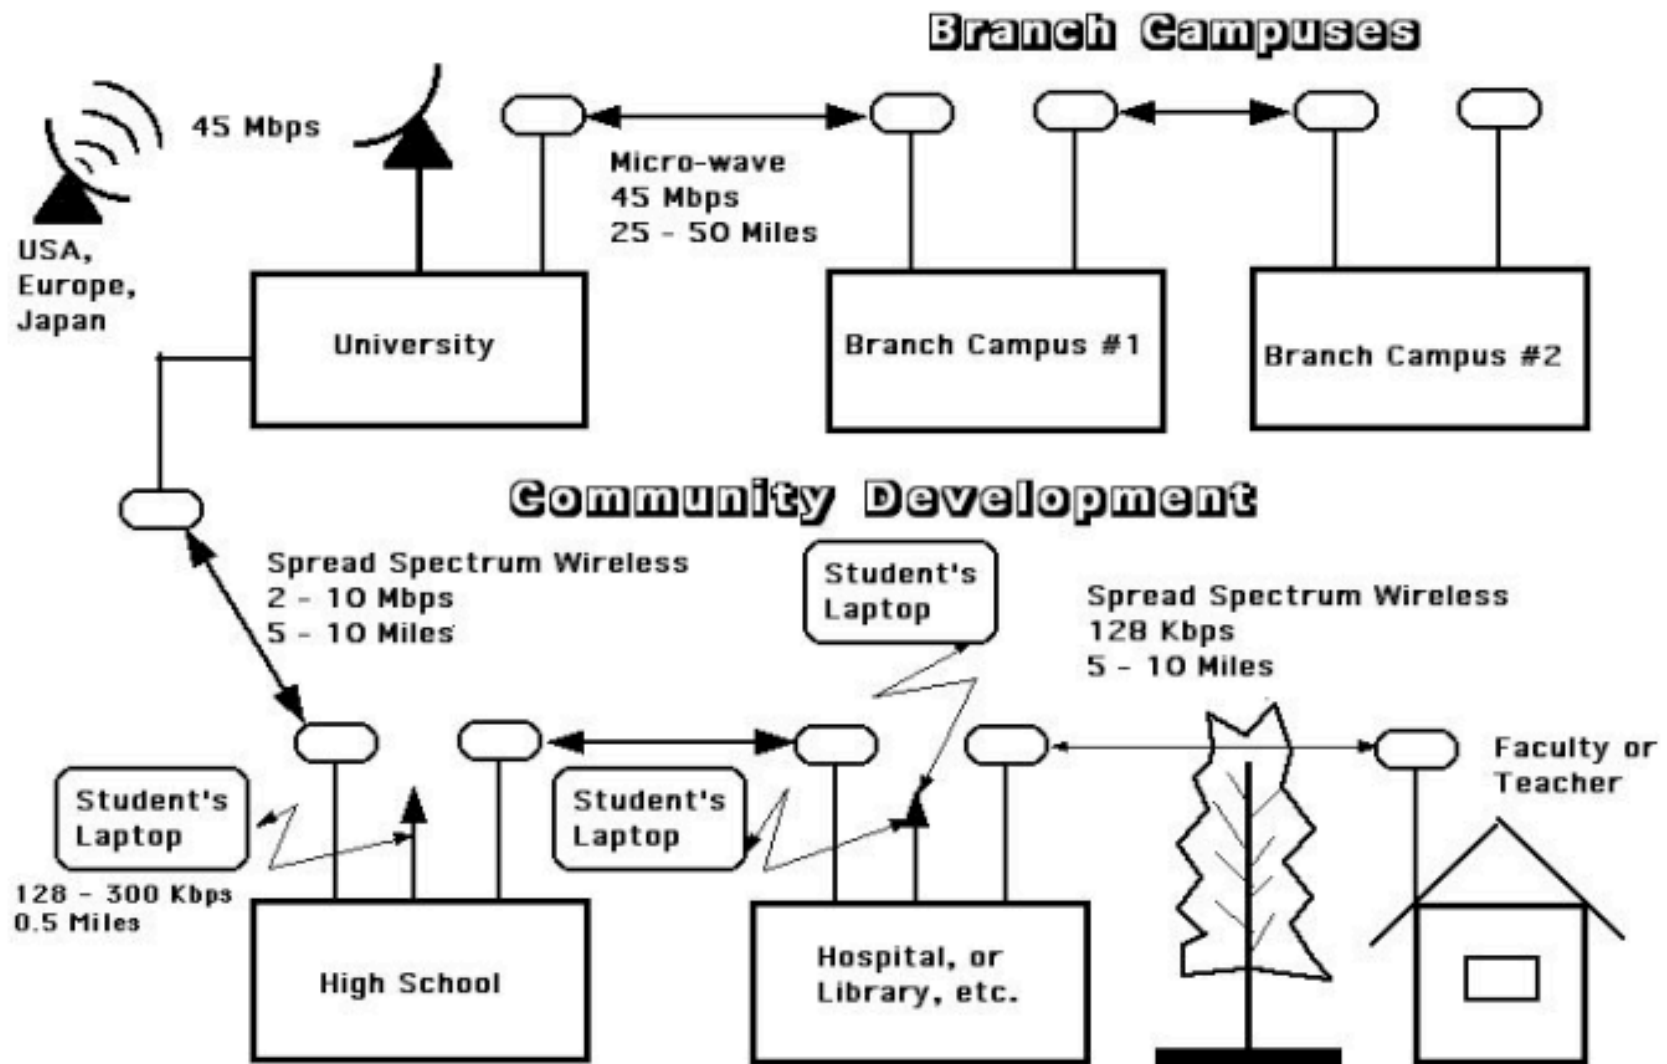 Branch Campuses
45 Mbps
Micro-wave
45 Mbps
25 - 50 Miles
USA,
Europe,
Japan
University
Branch Campus #1
Branch Campus #2
Community Development
Spread Spectrum Wireless
2 - 10 Mbps
5 - 10 Miles
Student's
Laptop
Spread Spectrum Wireless
128 Kbps
5 - 10 Miles
Student's
Laptop
128 - 300 Kbps
0.5 Miles
Student's
Laptop
Faculty or
Teacher
High School
Hospital, or
Library, etc.